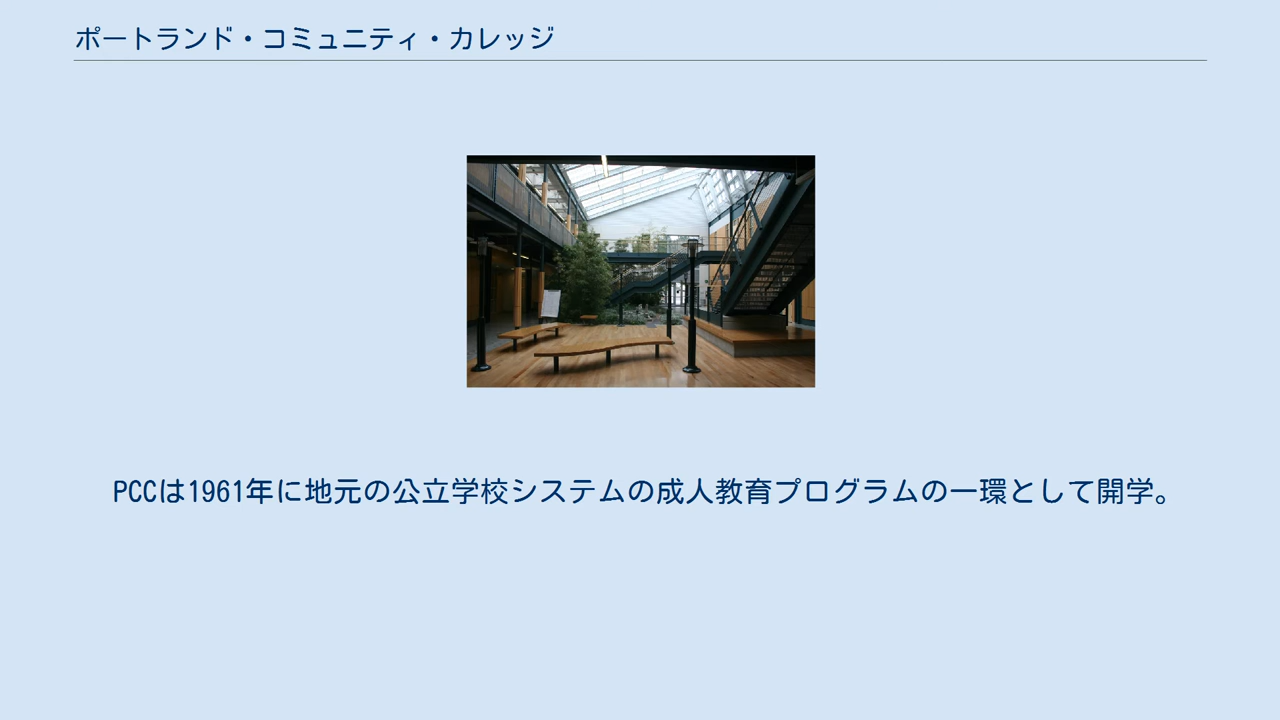 ポートランド・コミュニティ・カレッジ
PCCは1961年に地元の公立学校システムの成人教育プログラムの一環として開学。